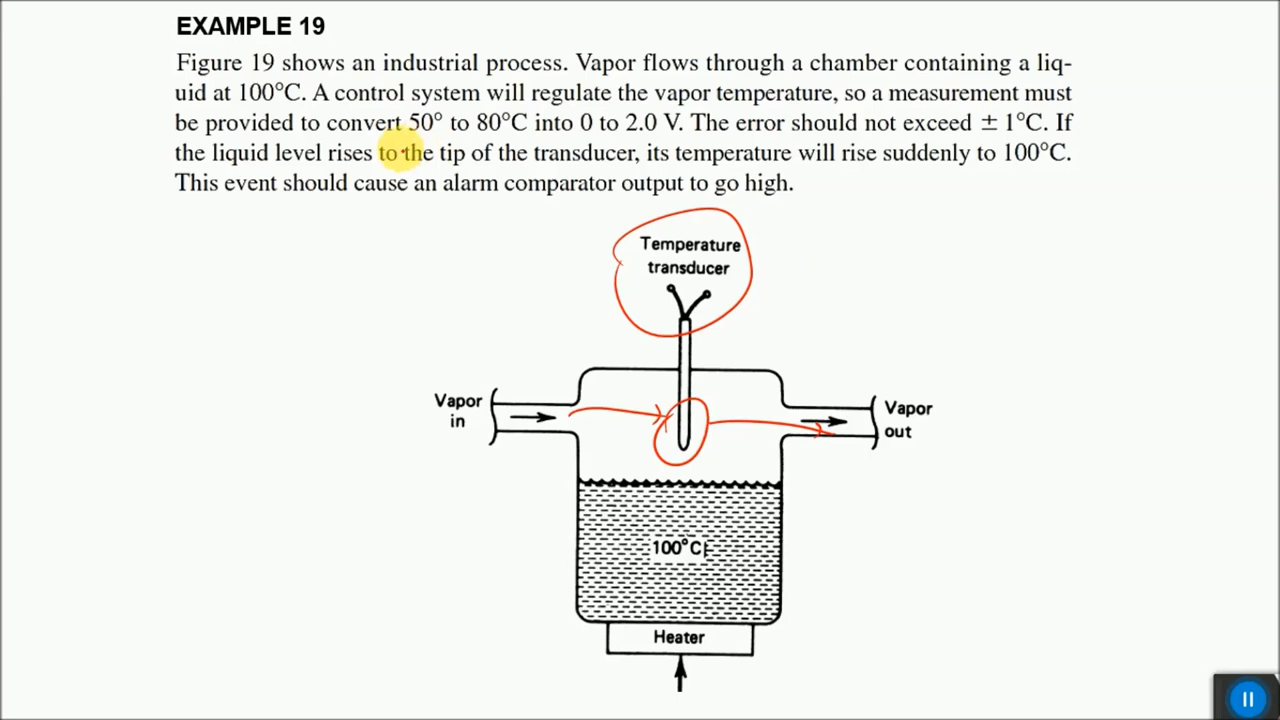 EXAMPLE 19
Figure 19 shows an industrial process. Vapor flows through a chamber containing a liq-
uid at 100°C. A control system will regulate the vapor temperature, so a measurement must
be provided to convert 50° to 80°C into 0 to 2.0 V. The error should not exceed ± 1°C. If
the liquid level rises to the tip of the transducer, its temperature will rise suddenly to 100°C.
This event should cause an alarm comparator output to go high.
Temperature
transducer
Vapor
in
Vapor
out
100°C
Heater